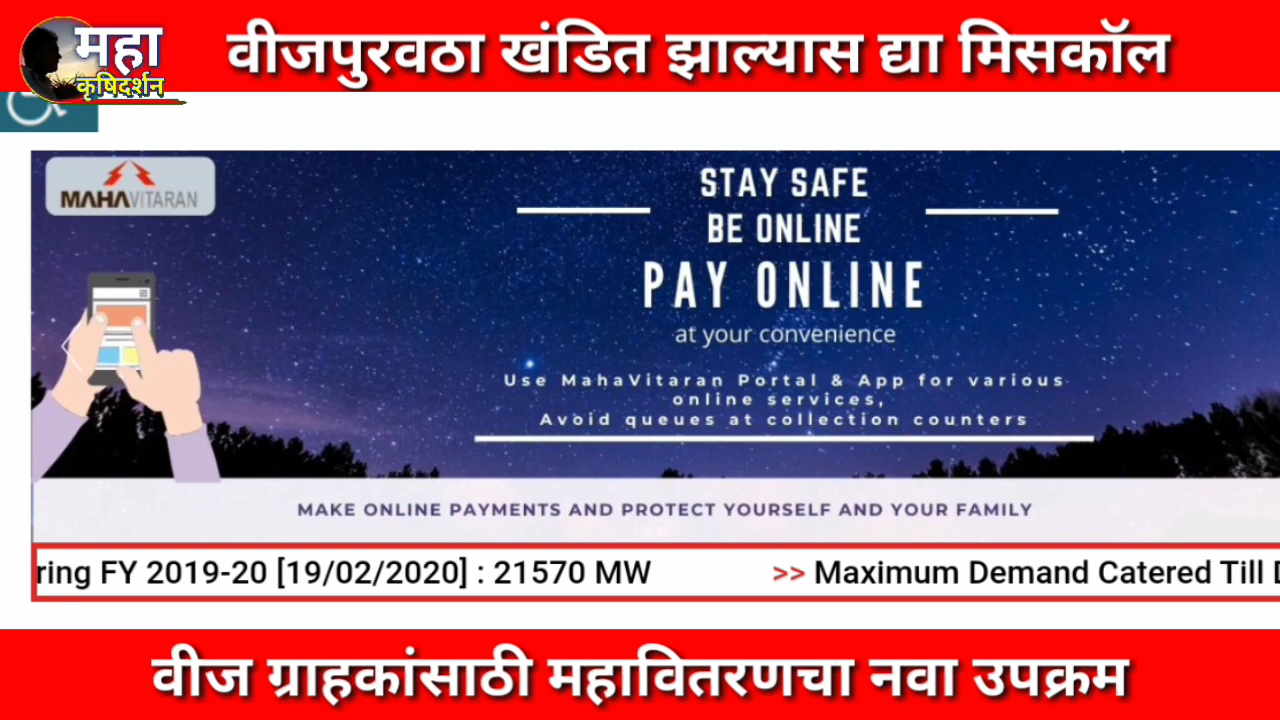 महा
कृषिदर्शन
वीजपुरवठा खंडित झाल्यास द्या मिसकॉल
MAHAVITARAN
STAY SAFE
BE ONLINE
PAY ONLINE
at your convenience
Use MahaVitaran Portal & App for various
online services,
Avoid queues at collection counters
MAKE ONLINE PAYMENTS AND PROTECT YOURSELF AND YOUR FAMILY
ring FY 2019-20 [19/02/2020] : 21570 MW >> Maximum Demand Catered Till
वीज ग्राहकांसाठी महावितरणचा नवा उपक्रम